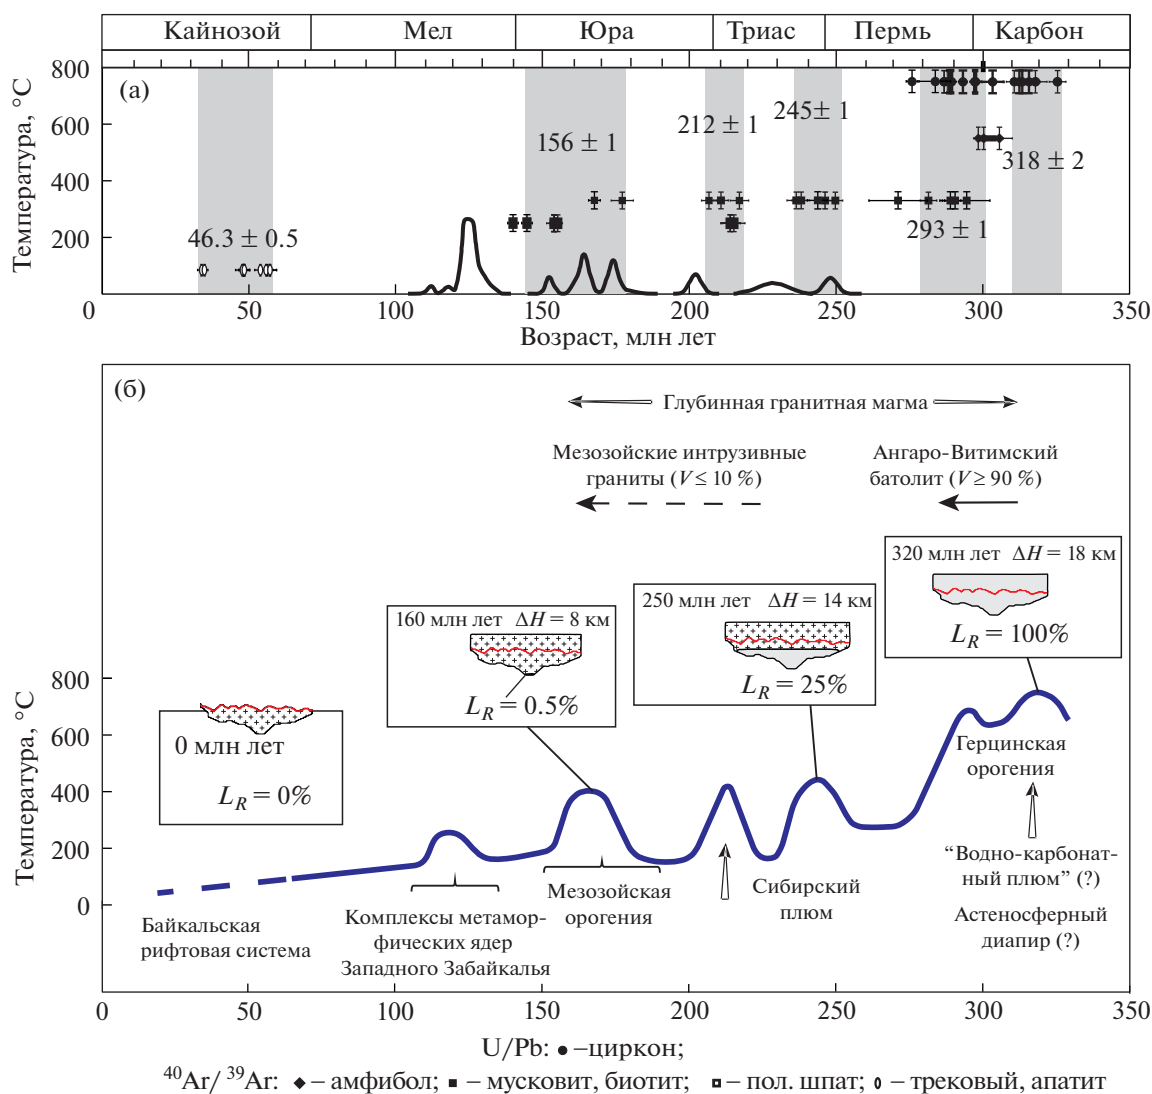 Кайнозой Мел Юра Триас Пермь Карбон
(а)
Температура, °C
800
600
400
200
156 ± 1
212 ± 1
245± 1
318 ± 2
293 ± 1
46.3 ± 0.5
0 50 100 150 200 250 300 350
Возраст, млн лет
(б)
Глубинная гранитная магма
Мезозойские интрузивные
граниты (V ≤ 10 %)
Ангаро-Витимский
батолит (V ≥ 90 %)
320 млн лет ΔH = 18 км
L_R = 100%
250 млн лет ΔH = 14 км
L_R = 25%
160 млн лет ΔH = 8 км
L_R = 0.5%
0 млн лет
L_R = 0%
Температура, °C
800
600
400
200
0
Герцинская
орогения
“Водно-карбонат-
ный плюм” (?)
Астеносферный
диапир (?)
Сибирский
плюм
Мезозойская
орогения
Комплексы метамор-
фических ядер
Западного Забайкалья
Байкальская
рифтовая система
0 50 100 150 200 250 300 350
U/Pb: ● –циркон;
⁴⁰Ar/ ³⁹Ar: ◆ – амфибол; ■ – мусковит, биотит; □ – пол. шпат; ⬯ – трековый, апатит